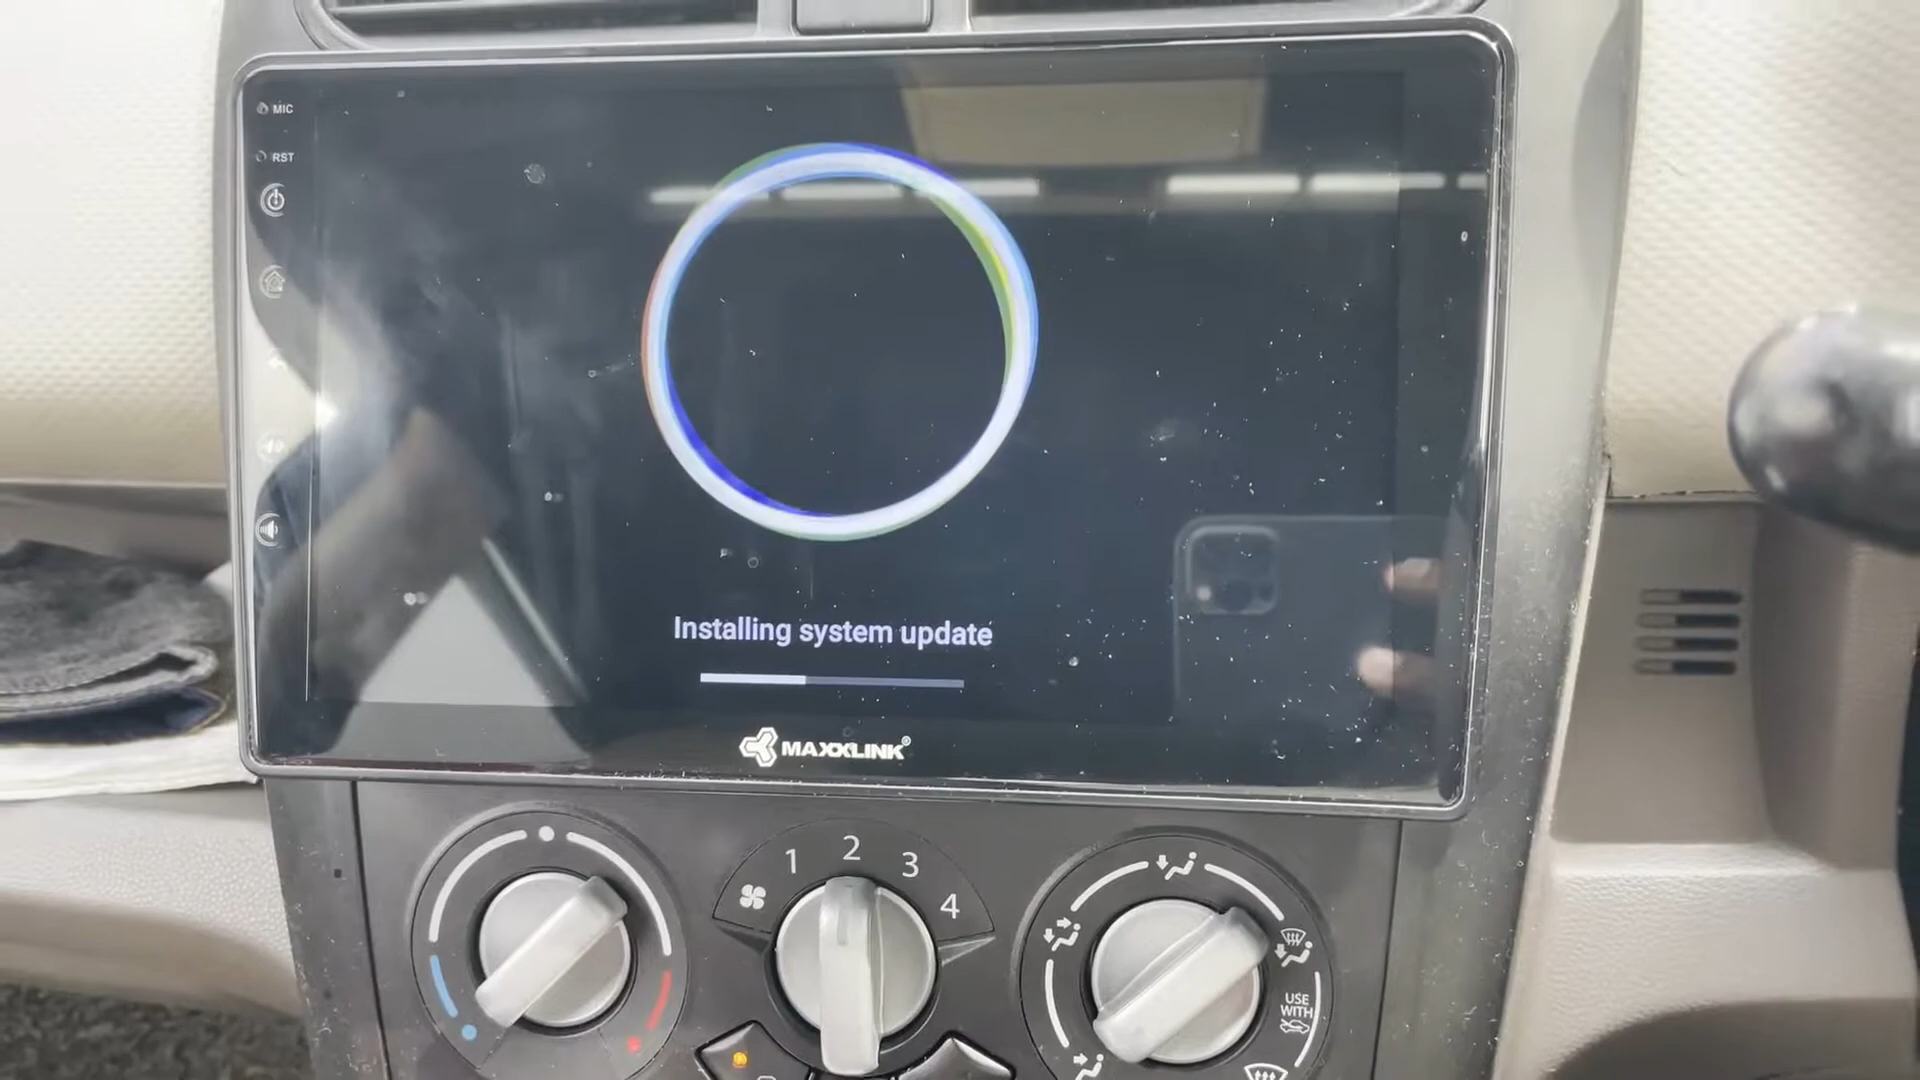 MIC
RST
Installing system update
MAXXLINK®
1 2 3 4
USE
WITH